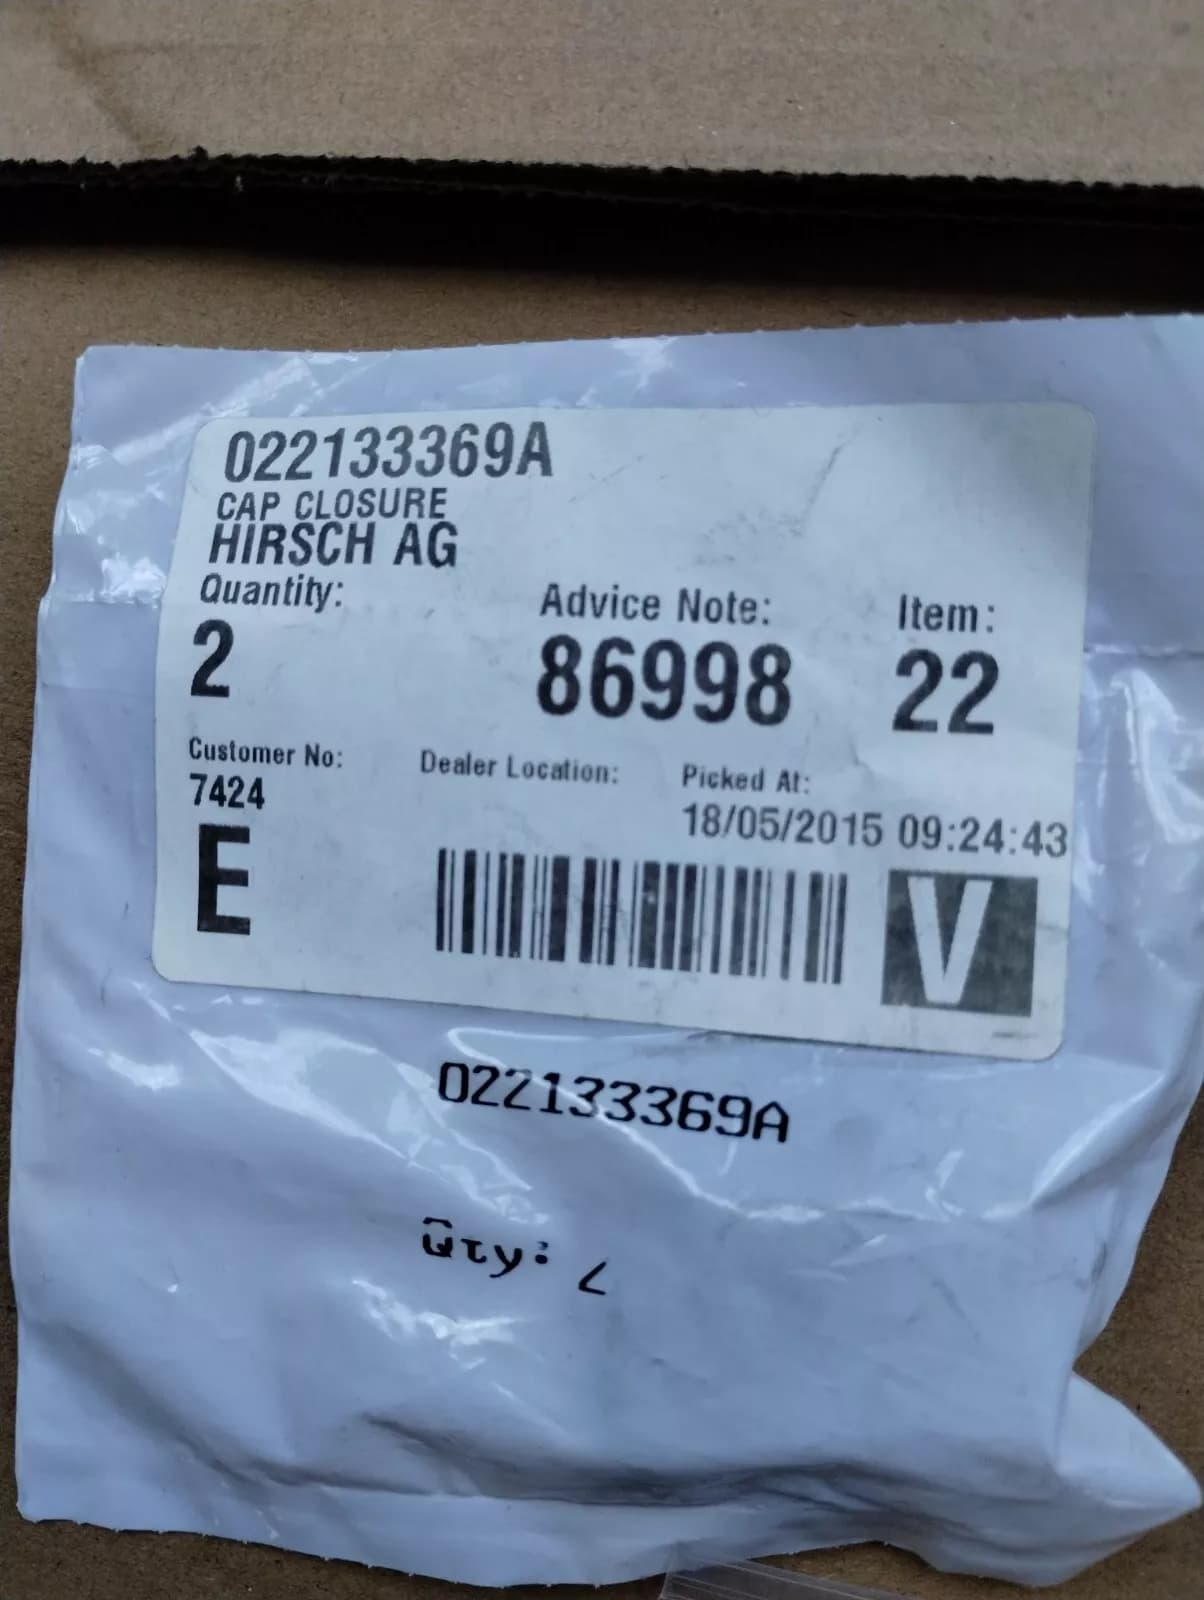 022133369A
CAP CLOSURE
HIRSCH AG
Quantity: Advice Note: Item:
2 86998 22
Customer No: Dealer Location: Picked At:
7424 18/05/2015 09:24:43
E V
022133369A
Qty: